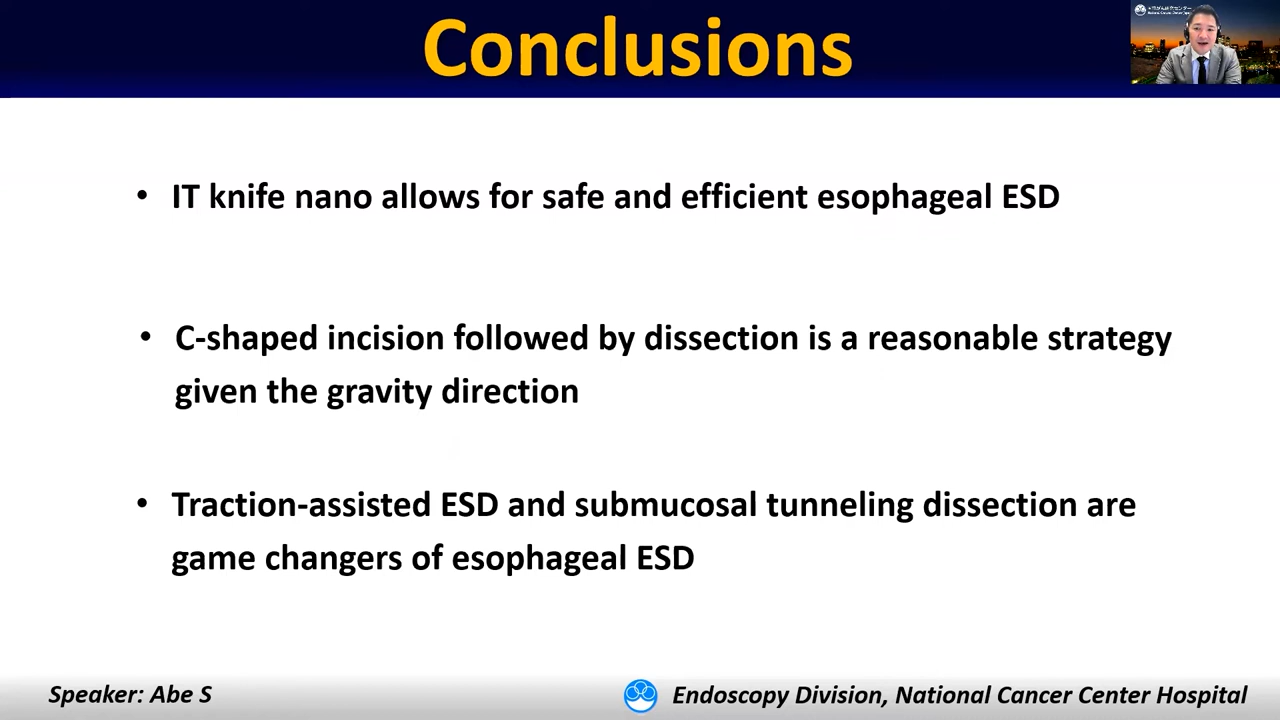 Conclusions
• IT knife nano allows for safe and efficient esophageal ESD
• C-shaped incision followed by dissection is a reasonable strategy
given the gravity direction
• Traction-assisted ESD and submucosal tunneling dissection are
game changers of esophageal ESD
Speaker: Abe S
Endoscopy Division, National Cancer Center Hospital